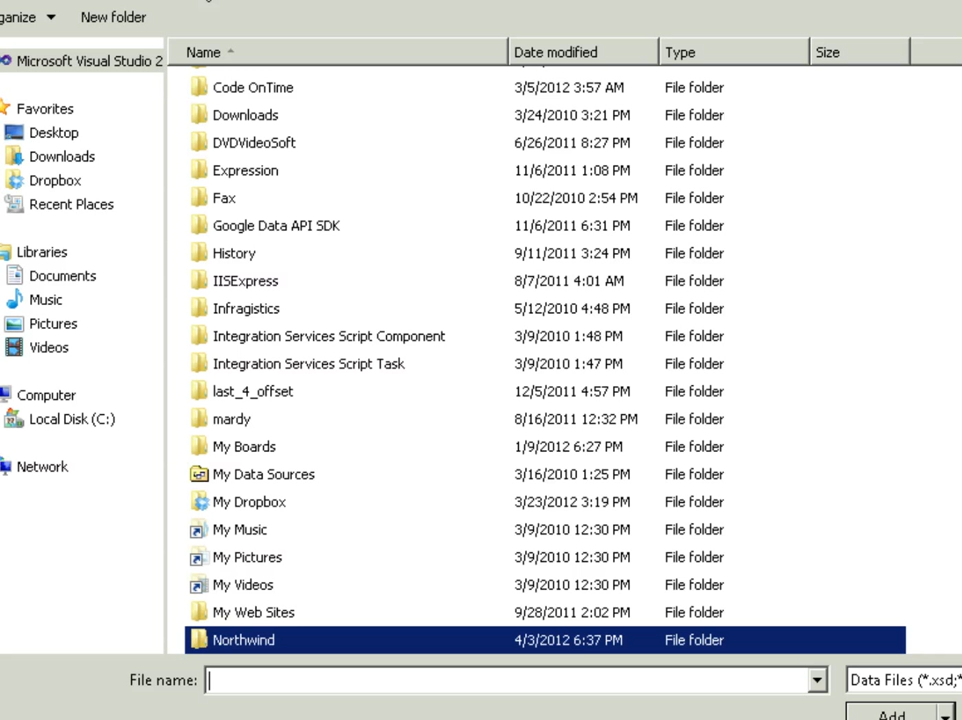 ganize New folder
Microsoft Visual Studio 2
Favorites
Desktop
Downloads
Dropbox
Recent Places
Libraries
Documents
Music
Pictures
Videos
Computer
Local Disk (C:)
Network
Name Date modified Type Size
Code OnTime 3/5/2012 3:57 AM File folder
Downloads 3/24/2010 3:21 PM File folder
DVDVideoSoft 6/26/2011 8:27 PM File folder
Expression 11/6/2011 1:08 PM File folder
Fax 10/22/2010 2:54 PM File folder
Google Data API SDK 11/6/2011 6:31 PM File folder
History 9/11/2011 3:24 PM File folder
IISExpress 8/7/2011 4:01 AM File folder
Infragistics 5/12/2010 4:48 PM File folder
Integration Services Script Component 3/9/2010 1:48 PM File folder
Integration Services Script Task 3/9/2010 1:47 PM File folder
last_4_offset 12/5/2011 4:57 PM File folder
mardy 8/16/2011 12:32 PM File folder
My Boards 1/9/2012 6:27 PM File folder
My Data Sources 3/16/2010 1:25 PM File folder
My Dropbox 3/23/2012 3:19 PM File folder
My Music 3/9/2010 12:30 PM File folder
My Pictures 3/9/2010 12:30 PM File folder
My Videos 3/9/2010 12:30 PM File folder
My Web Sites 9/28/2011 2:02 PM File folder
Northwind 4/3/2012 6:37 PM File folder
File name: Data Files (*.xsd;*
Add